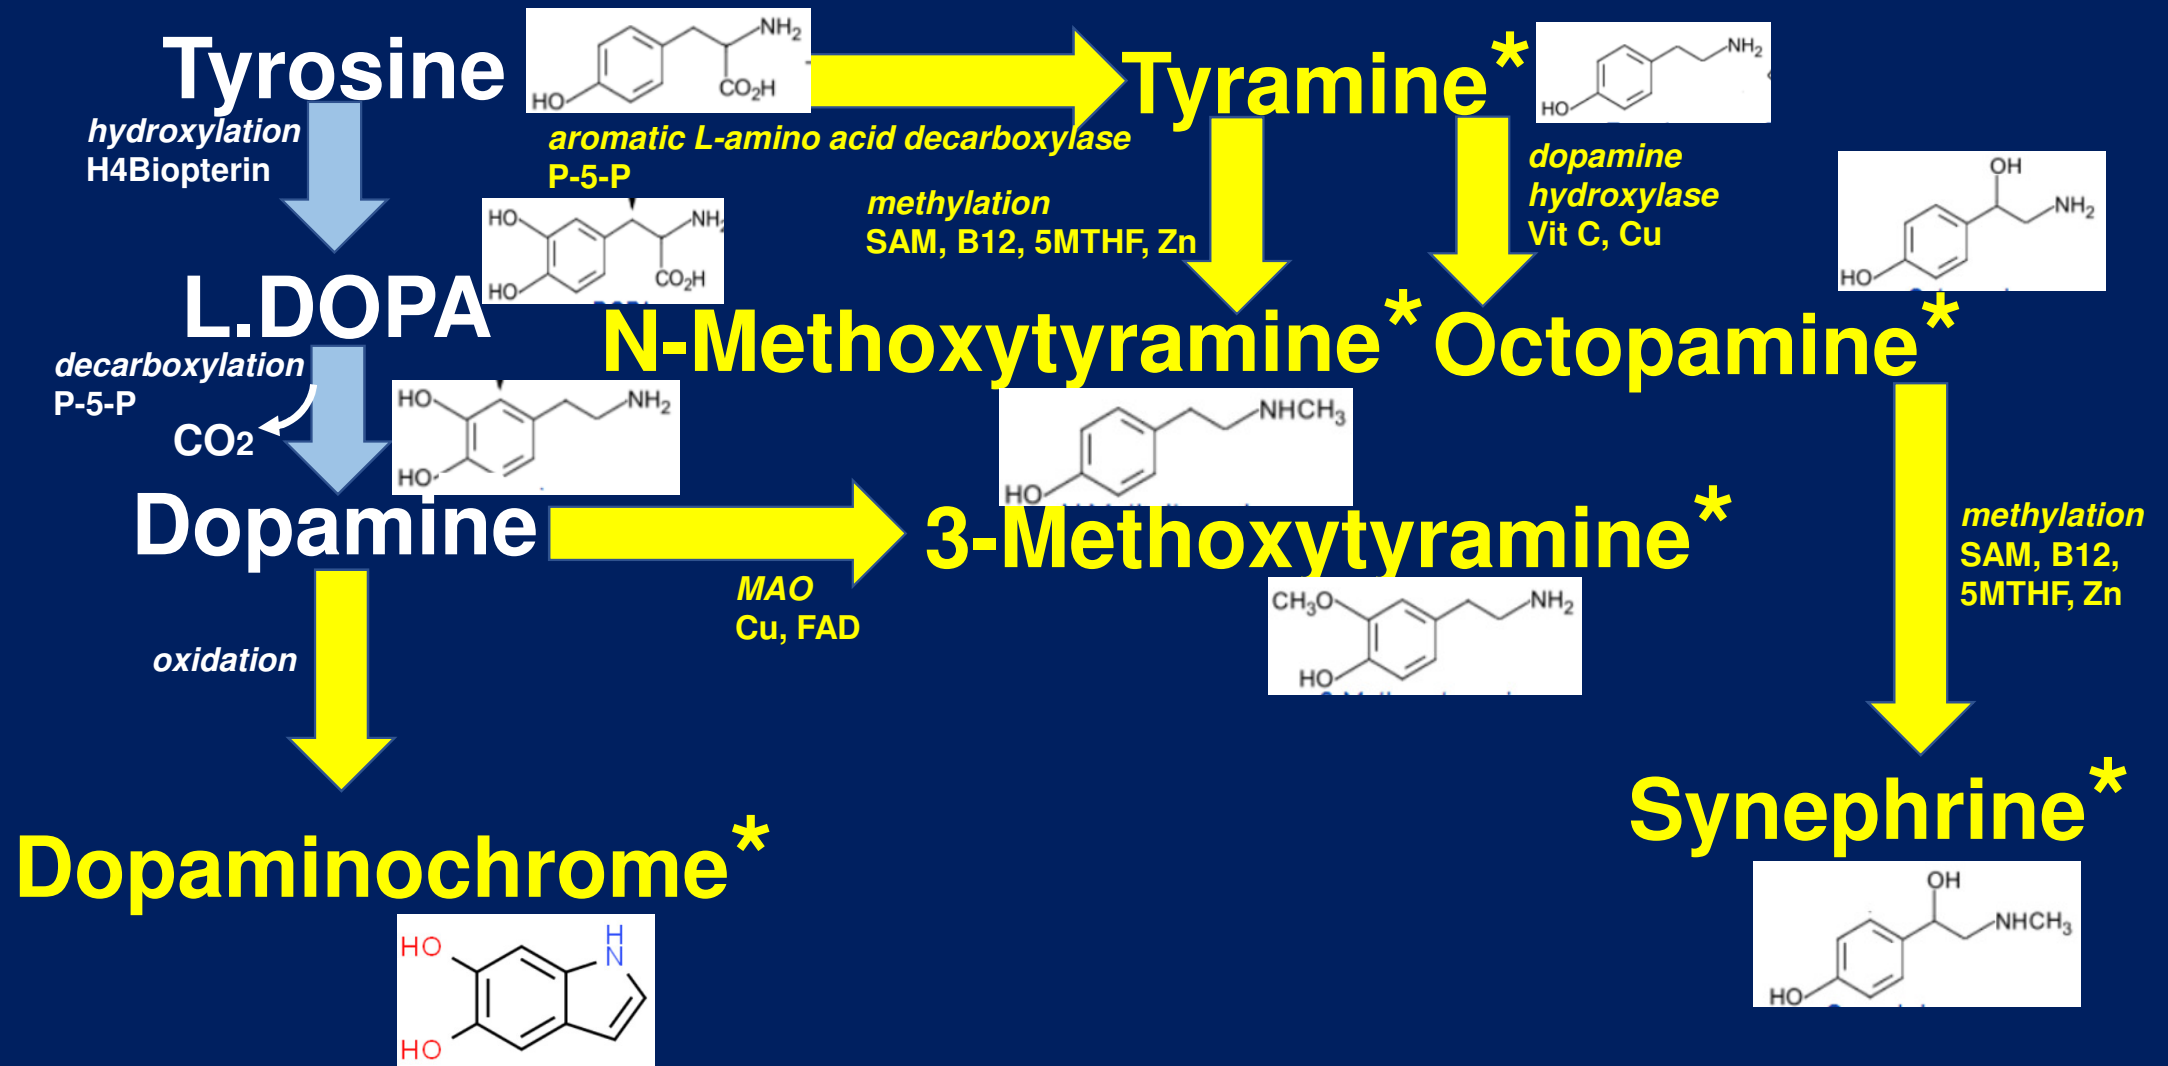 Tyrosine
NH2
CO2H
HO
hydroxylation
H4Biopterin
aromatic L-amino acid decarboxylase
P-5-P
Tyramine*
NH2
HO
methylation
SAM, B12, 5MTHF, Zn
dopamine
hydroxylase
Vit C, Cu
OH
NH2
HO
L.DOPA
HO
NH2
CO2H
HO
N-Methoxytyramine*
Octopamine*
decarboxylation
P-5-P
CO2
HO
NH2
HO
NHCH3
HO
Dopamine
MAO
Cu, FAD
3-Methoxytyramine*
CH3O
NH2
HO
methylation
SAM, B12,
5MTHF, Zn
oxidation
Synephrine*
OH
NHCH3
HO
Dopaminochrome*
HO
H
N
HO